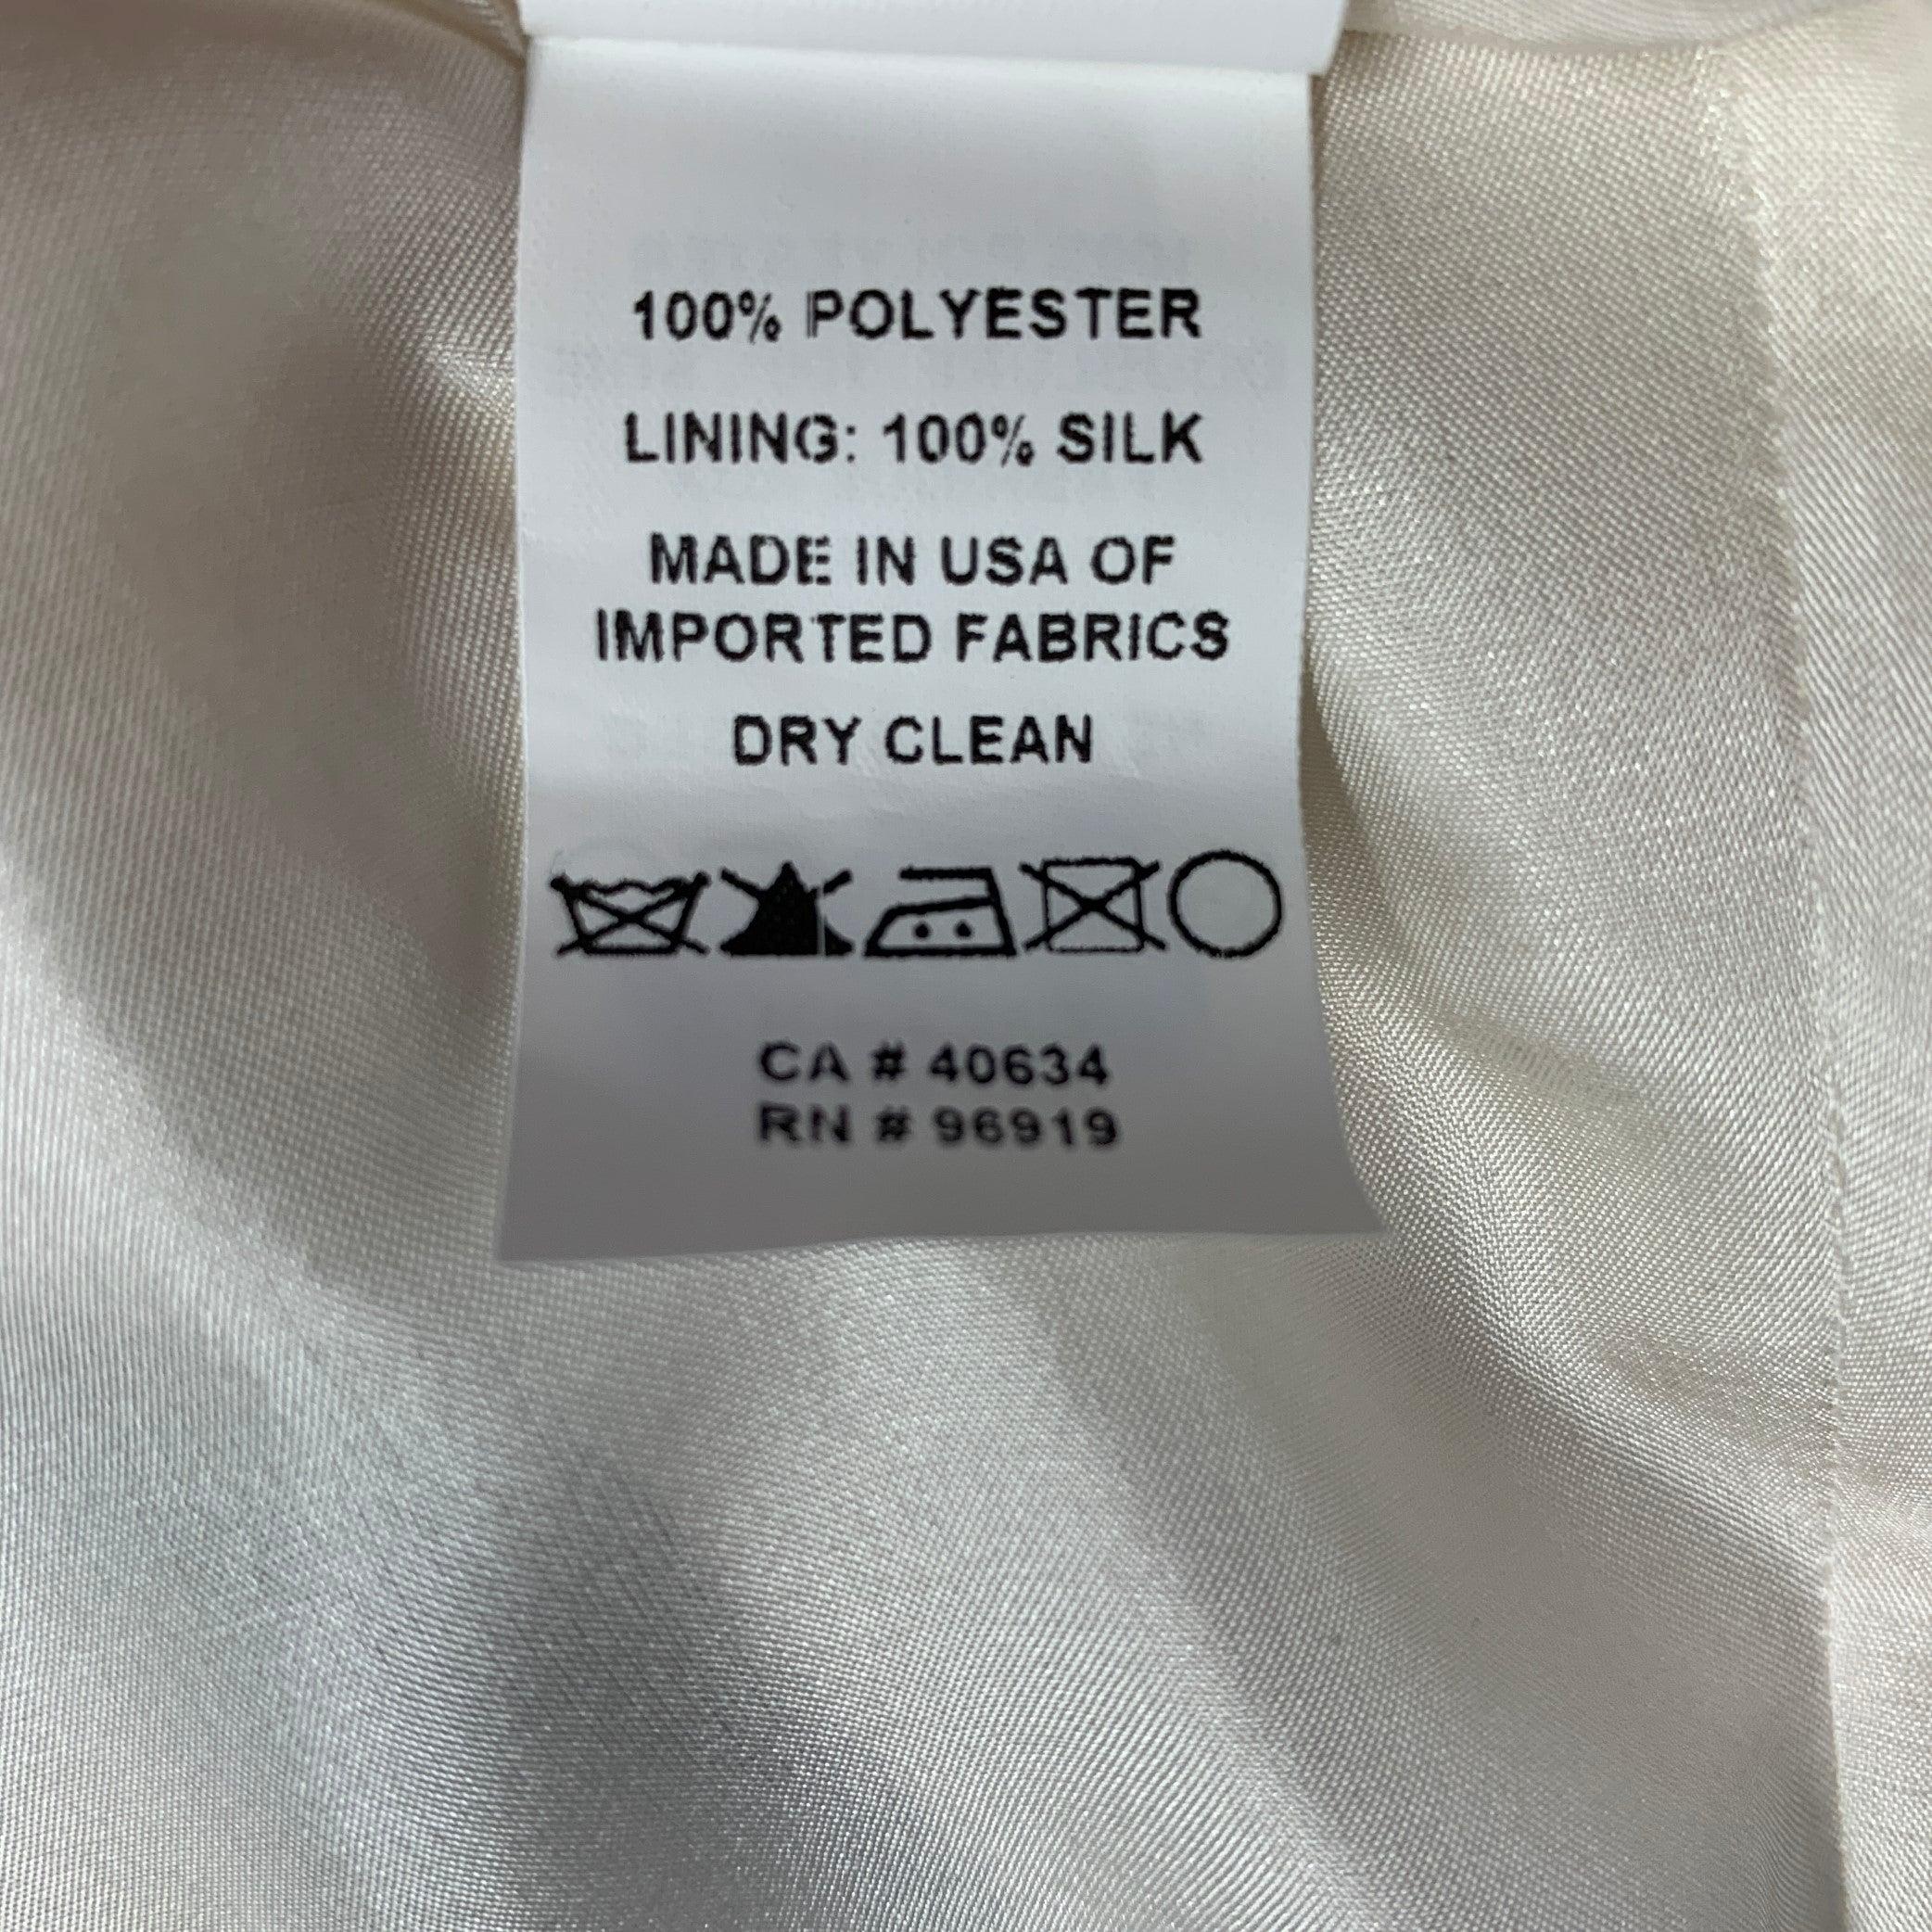 100% POLYESTER
LINING: 100% SILK
MADE IN USA OF
IMPORTED FABRICS
DRY CLEAN
CA # 40634
RN # 96919